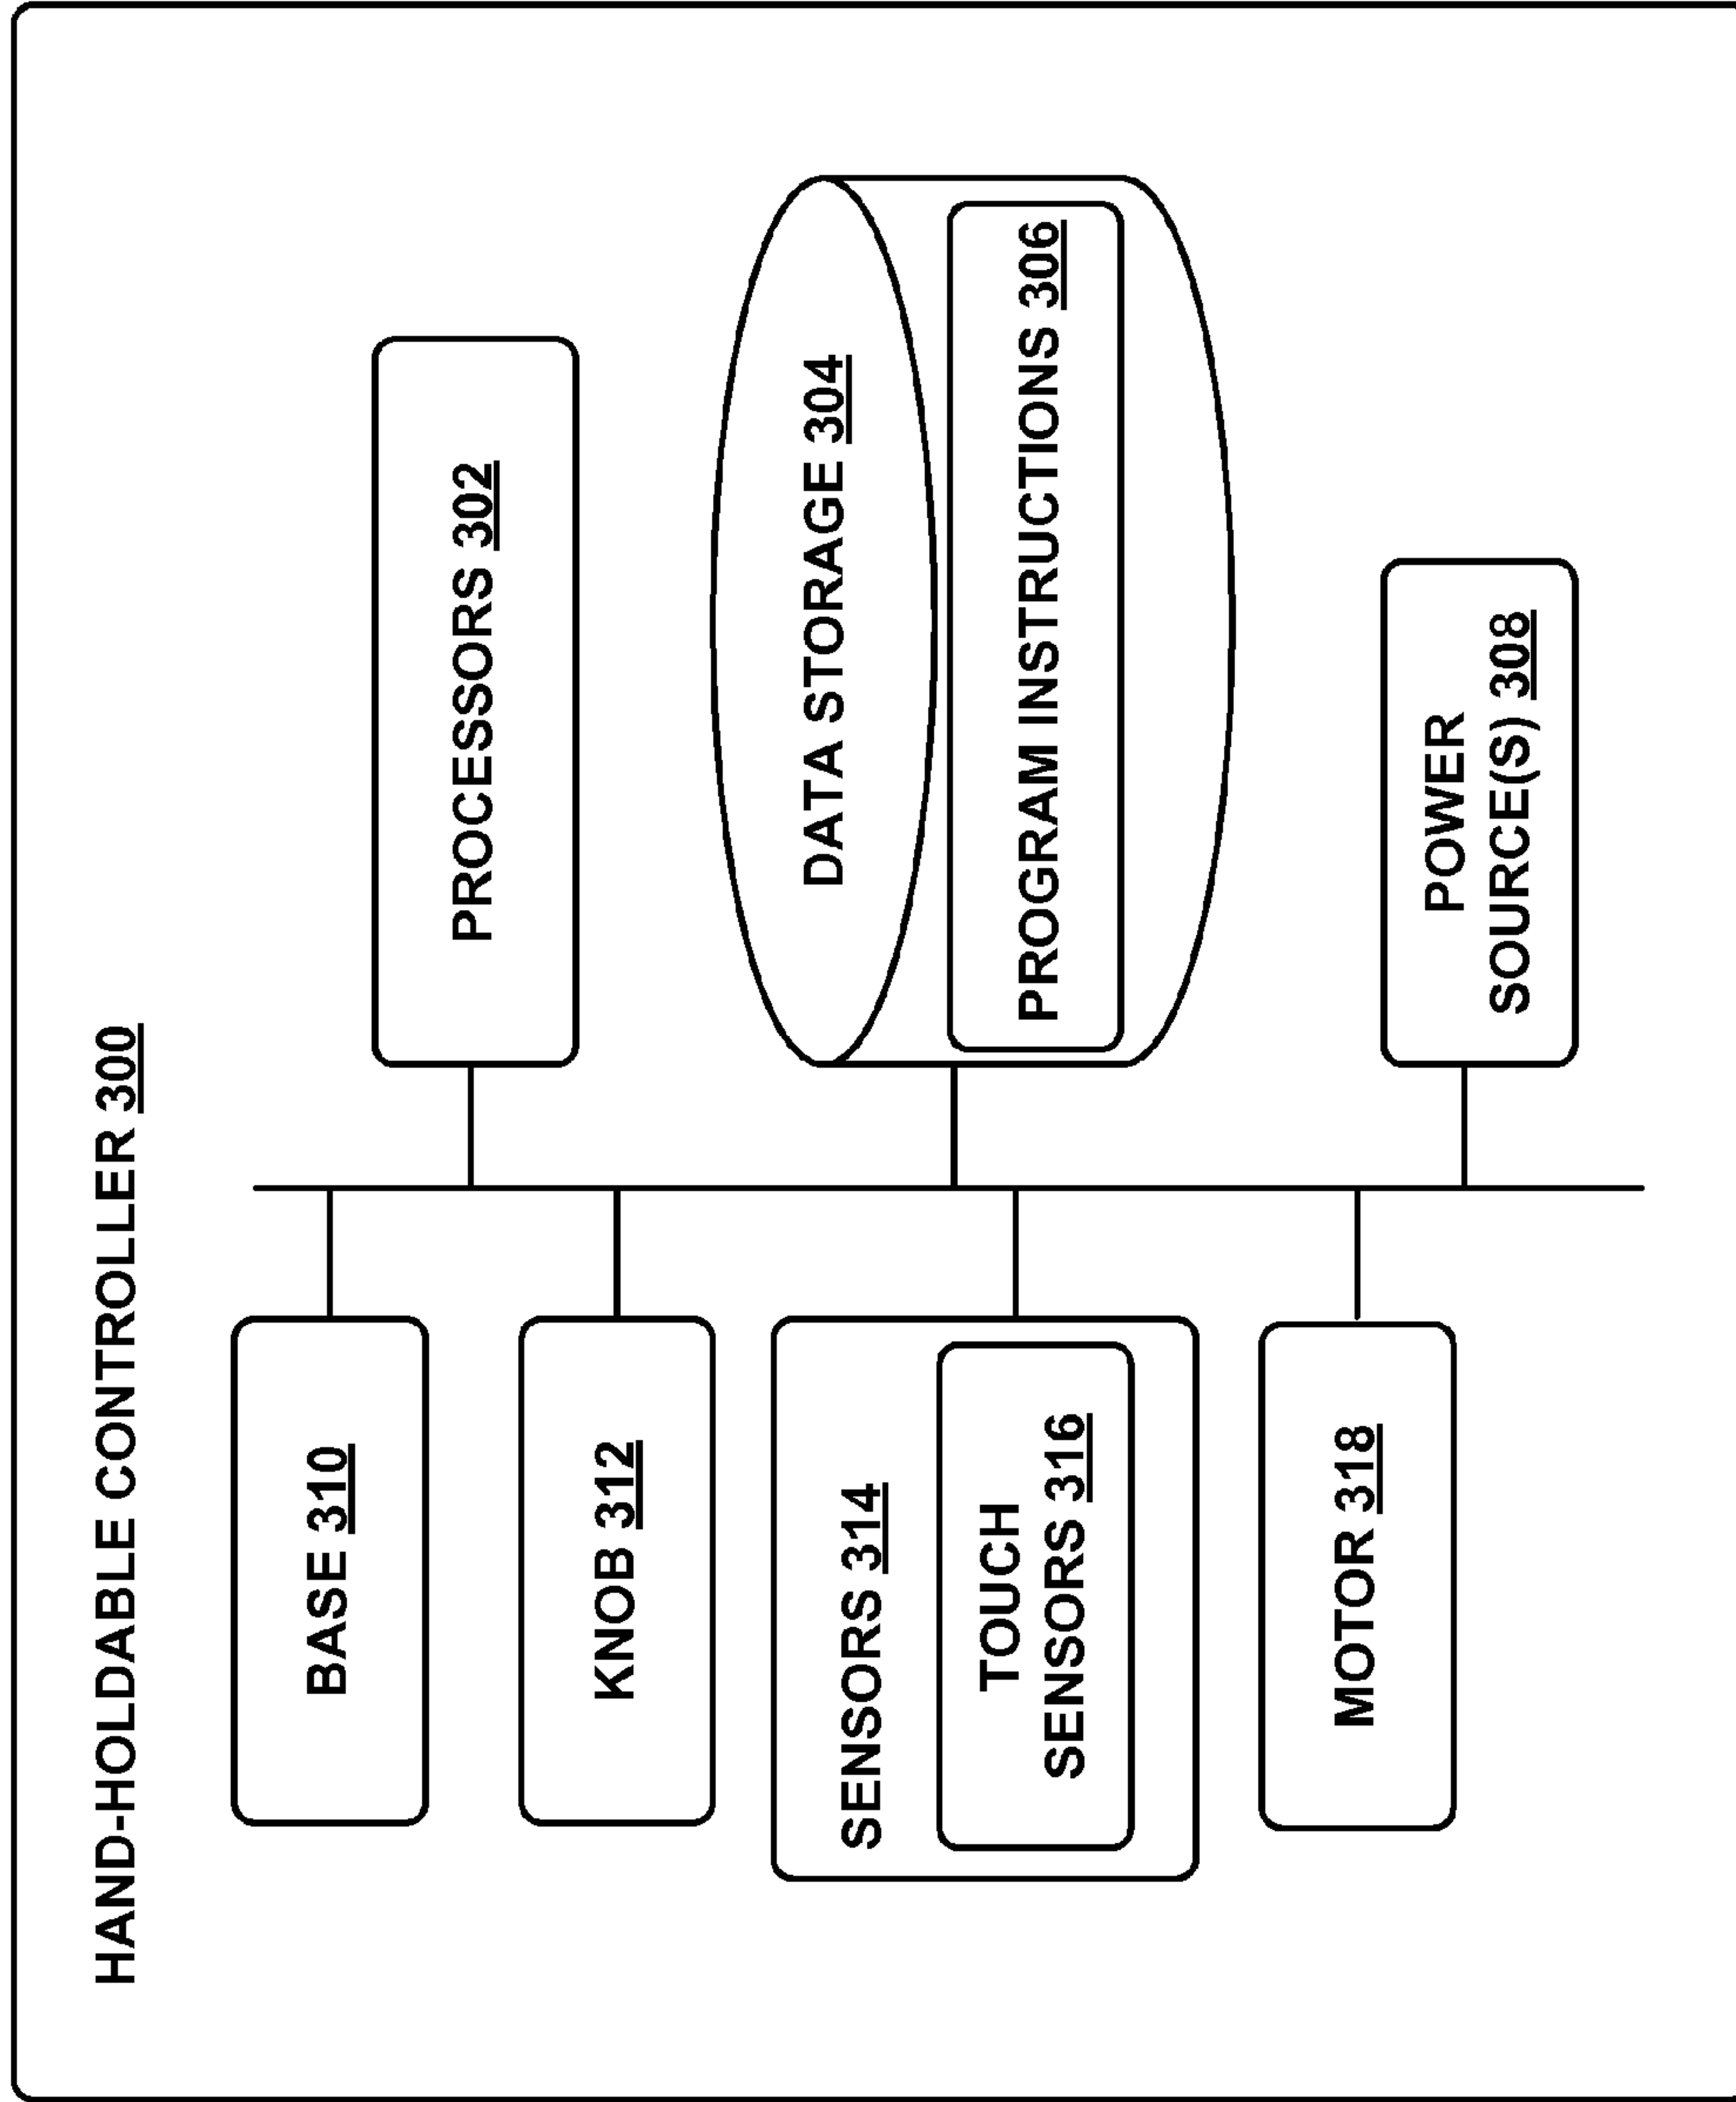 HAND-HOLDABLE CONTROLLER 300
BASE 310
KNOB 312
SENSORS 314
TOUCH
SENSORS 316
MOTOR 318
PROCESSORS 302
DATA STORAGE 304
PROGRAM INSTRUCTIONS 306
POWER
SOURCE(S) 308